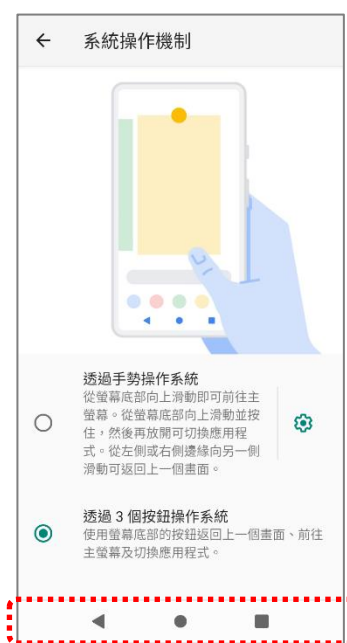 系統操作機制
透過手勢操作系統
從螢幕底部向上滑動即可前往主
螢幕。從螢幕底部向上滑動並按
住，然後再放開可切換應用程
式。從左側或右側邊緣向另一側
滑動可返回上一個畫面。
透過 3 個按鈕操作系統
使用螢幕底部的按鈕返回上一個畫面、前往
主螢幕及切換應用程式。